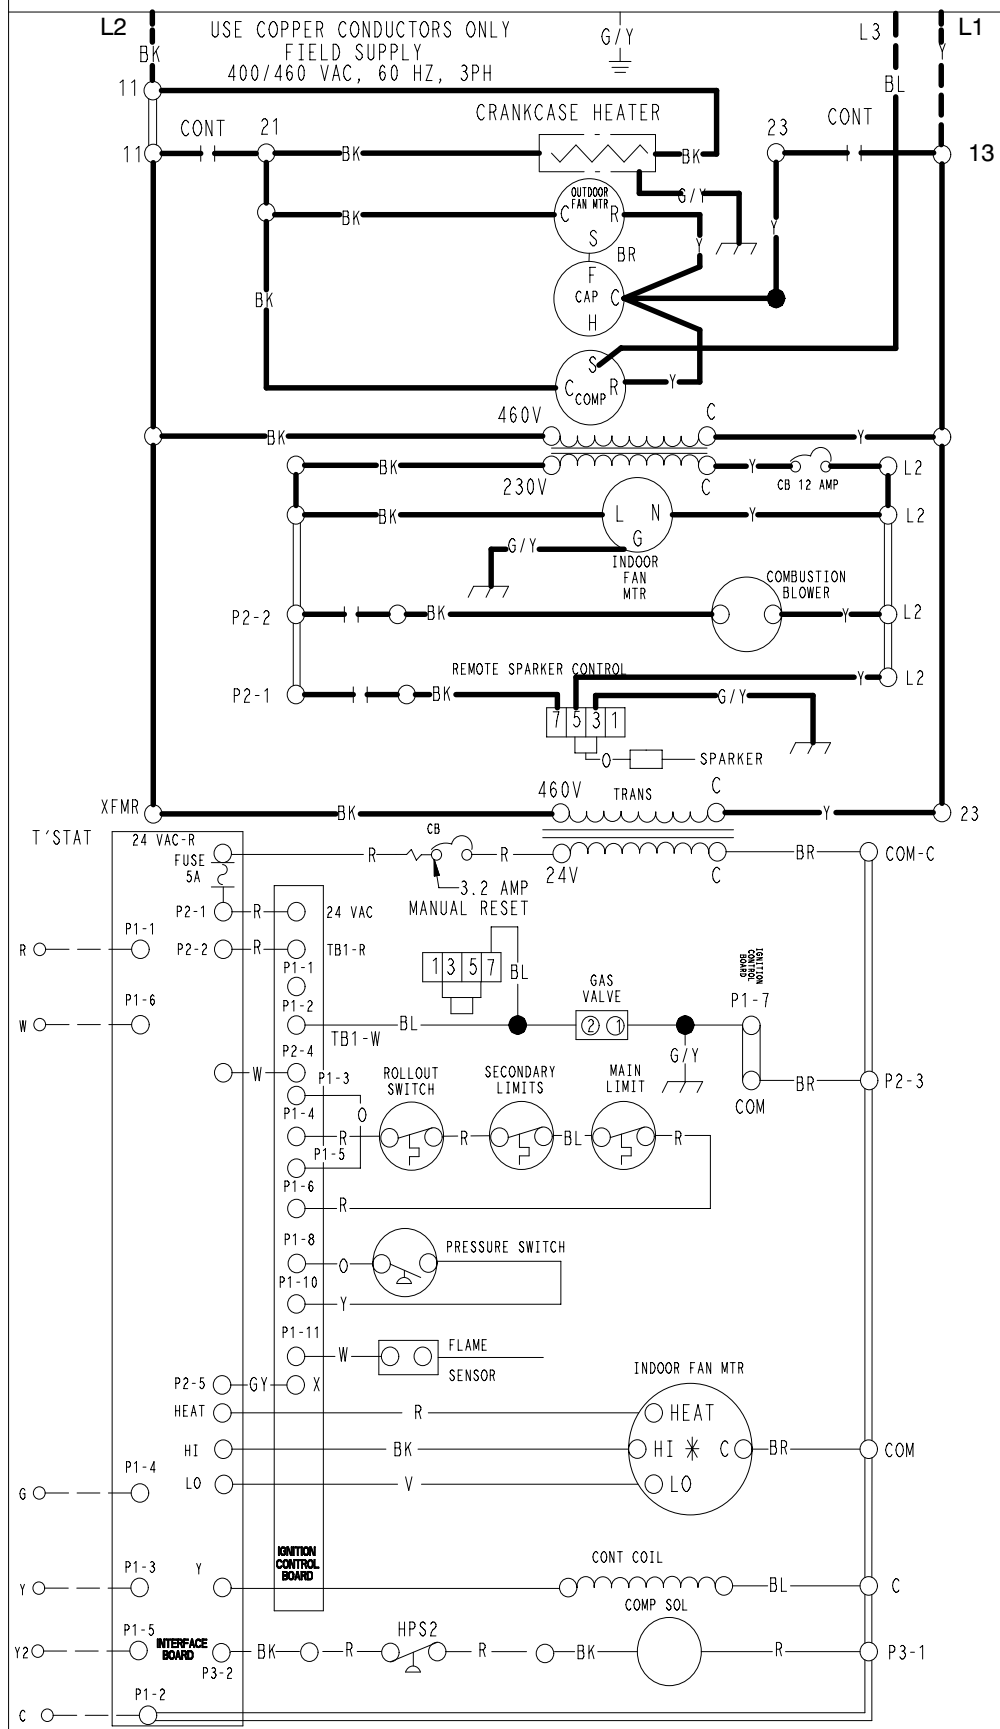 L2
USE COPPER CONDUCTORS ONLY
FIELD SUPPLY
400/460 VAC, 60 HZ, 3PH
G/Y
L3
L1
BK
Y
BL
11
CRANKCASE HEATER
CONT
21
23
CONT
11
BK
BK
13
G/Y
OUTDOOR
FAN MTR
C
R
S
BK
BR
Y
Y
F
CAP
C
H
BK
S
C
R
COMP
Y
460V
C
BK
Y
BK
230V
C
Y
CB 12 AMP
L2
BK
L
N
G
Y
L2
G/Y
INDOOR
FAN
MTR
COMBUSTION
BLOWER
P2-2
BK
Y
L2
REMOTE SPARKER CONTROL
Y
L2
P2-1
BK
G/Y
7
5
3
1
O
SPARKER
XFMR
460V
TRANS
C
BK
Y
23
T'STAT
24 VAC-R
FUSE
5A
R
CB
R
24V
C
BR
COM-C
3.2 AMP
MANUAL RESET
P2-1
R
24 VAC
R
P1-1
P2-2
R
TB1-R
P1-1
1
3
5
7
BL
IGNITION
CONTROL
BOARD
GAS
VALVE
P1-7
W
P1-6
P1-2
BL
TB1-W
2
1
G/Y
P2-4
W
BR
P2-3
COM
P1-3
O
ROLLOUT
SWITCH
SECONDARY
LIMITS
MAIN
LIMIT
P1-4
R
R
BL
R
P1-5
P1-6
R
P1-8
O
PRESSURE SWITCH
P1-10
Y
P1-11
W
FLAME
SENSOR
INDOOR FAN MTR
P2-5
GY
X
HEAT
R
HEAT
HI
BK
HI
C
BR
COM
LO
V
LO
G
P1-4
IGNITION
CONTROL
BOARD
Y
P1-3
Y
CONT COIL
BL
C
COMP SOL
Y2
P1-5
INTERFACE
BOARD
P3-2
BK
R
HPS2
R
BK
R
P3-1
C
P1-2